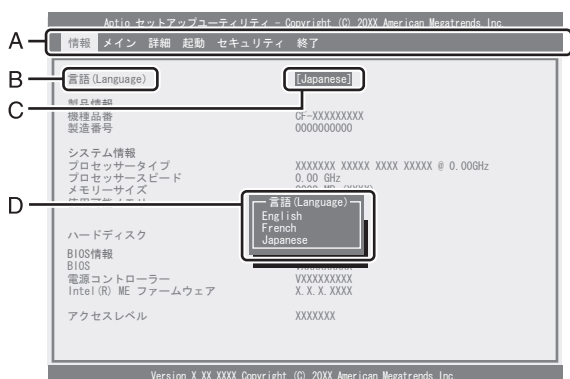 Aptio セットアップユーティリティ - Copyright (C) 20XX American Megatrends, Inc.
A
情報 メイン 詳細 起動 セキュリティ 終了
B 言語(Language) [Japanese]
C
製品情報
機種品番 CF-XXXXXXXXX
製造番号 0000000000
システム情報
プロセッサータイプ XXXXXXX XXXXX XXXX XXXXX @ 0.00GHz
プロセッサースピード 0.00 GHz
メモリーサイズ 0000 MB (XXXX)
D
言語(Language)
English
French
Japanese
ハードディスク
BIOS情報
BIOS
電源コントローラー VXXXXXXXXX
Intel(R) ME ファームウェア X.X.X.XXXX
アクセスレベル XXXXXXX
Version X.XX.XXXX Copyright (C) 20XX American Megatrends, Inc.